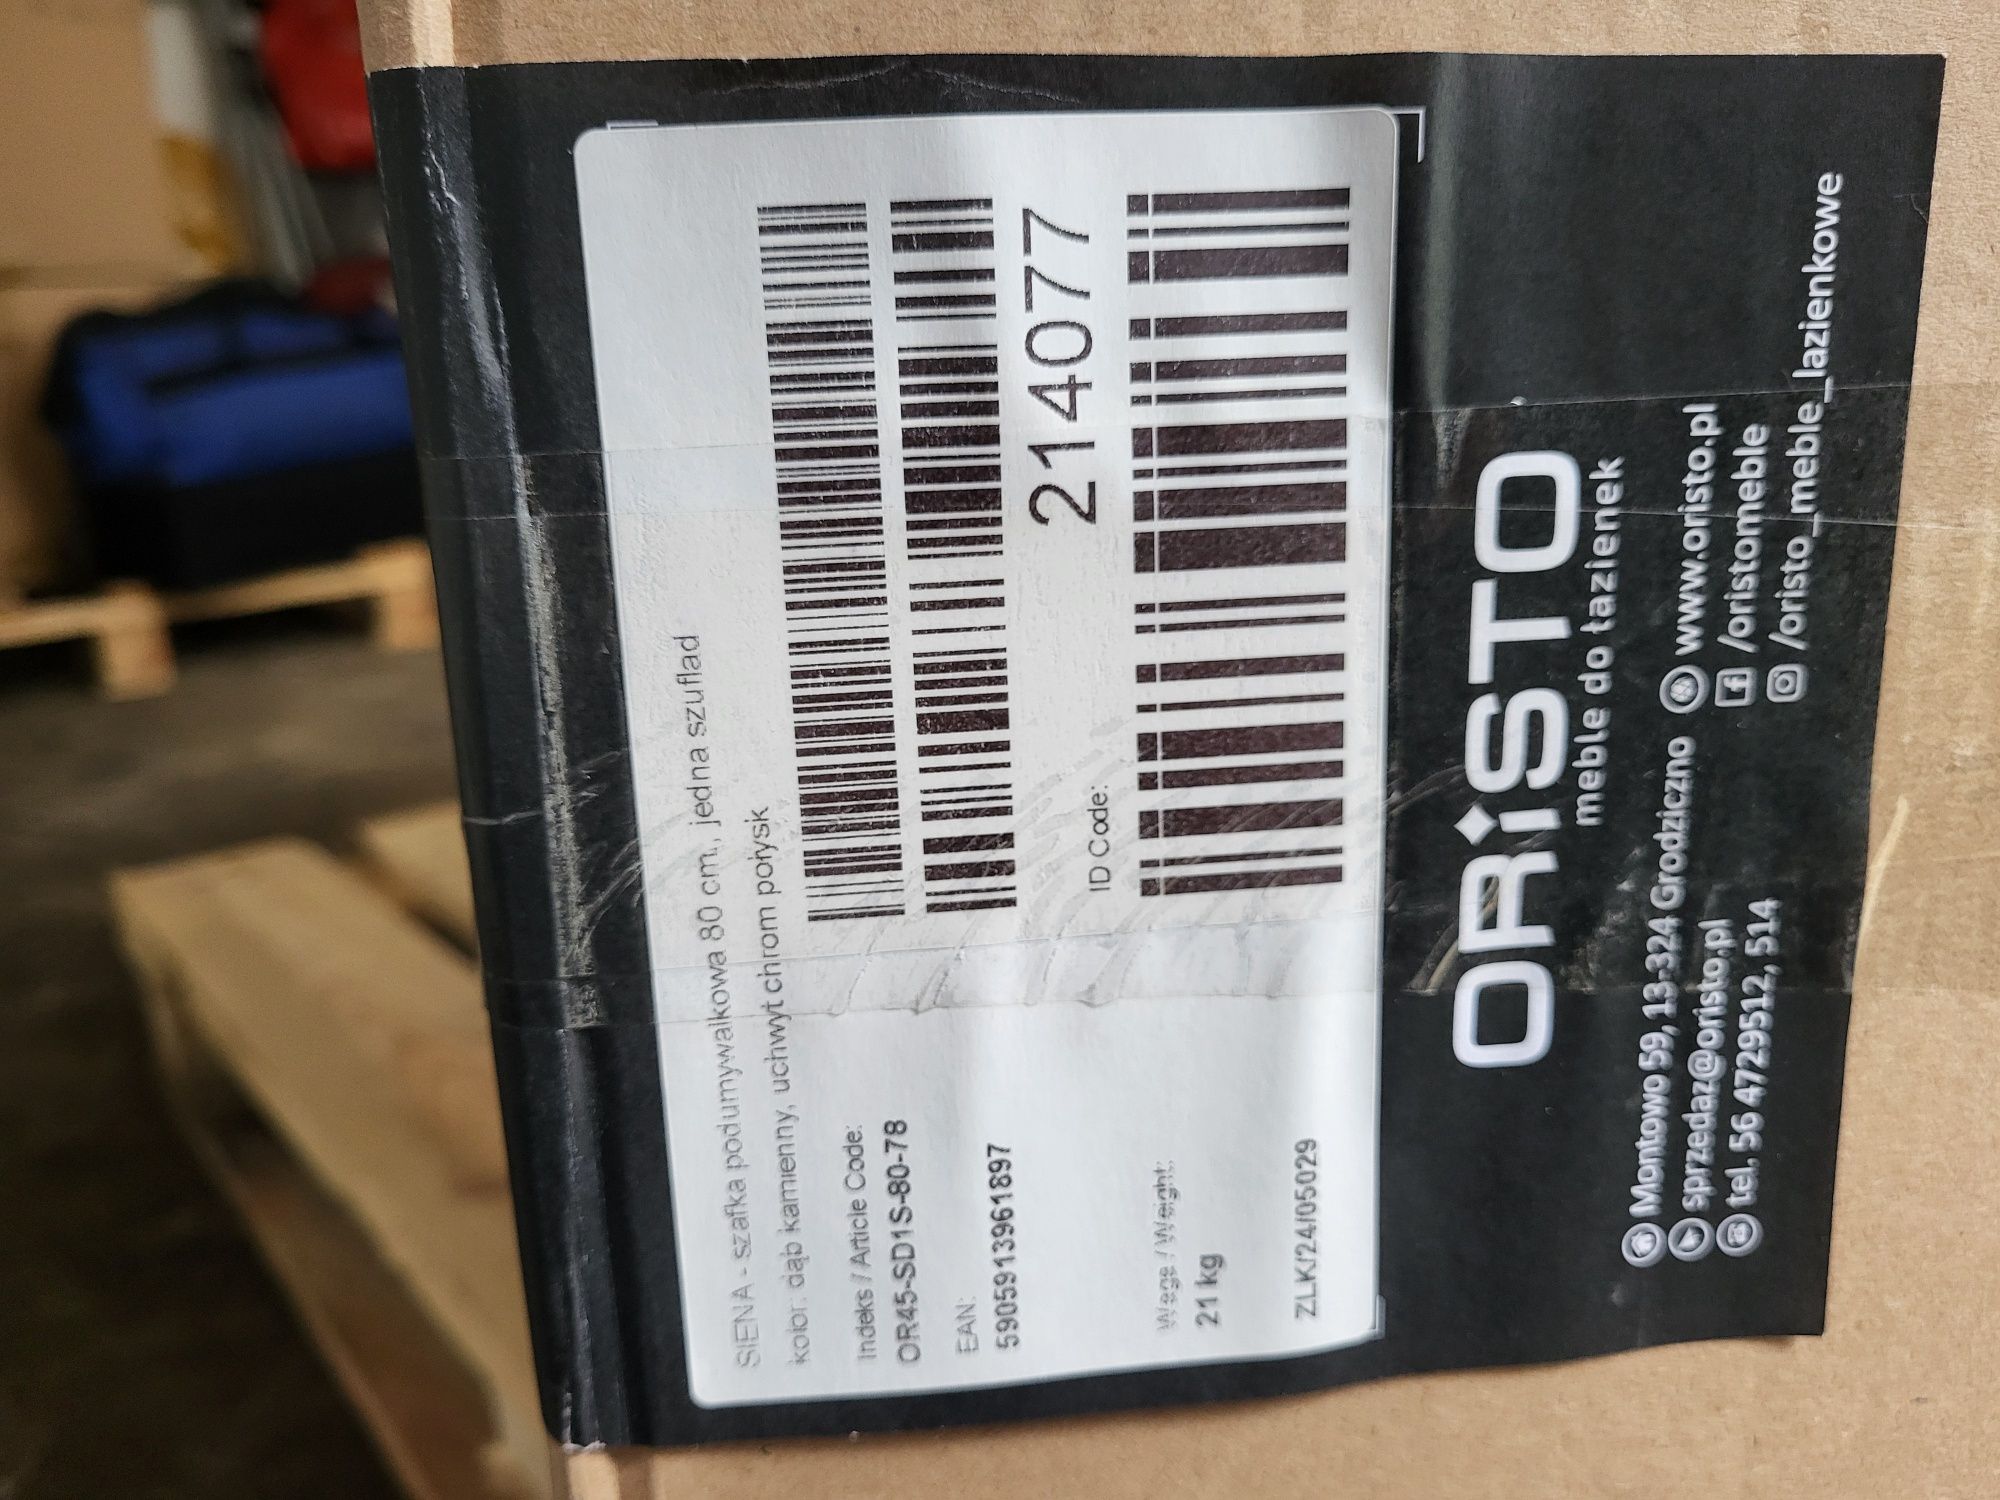 SIENA - szafka podumywalkowa 80 cm., jedna szuflad
kolor: dąb kamienny, uchwyt chrom połysk
Indeks / Article Code:
OR45-SD1S-80-78
EAN:
5905913961897
214077
ID Code:
Waga / Weight:
21 kg
ZLK/24/05029
ORiSTO
meble do łazienek
Montowo 59, 13-324 Grodziczno
sprzedaz@oristo.pl
tel. 56 4729512, 514
www.oristo.pl
/oristomeble
/oristo_meble_lazienkowe